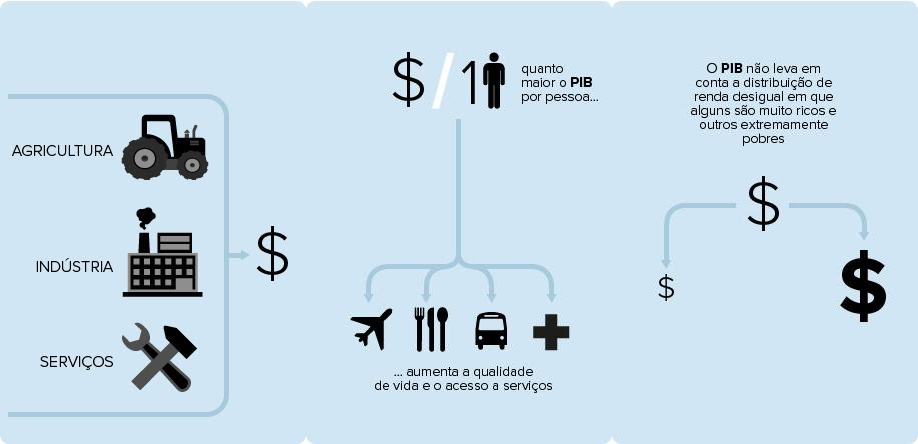 AGRICULTURA
INDÚSTRIA
SERVIÇOS
$
$/1
quanto
maior o PIB
por pessoa...
... aumenta a qualidade
de vida e o acesso a serviços
O PIB não leva em
conta a distribuição de
renda desigual em que
alguns são muito ricos e
outros extremamente
pobres
$
$
$